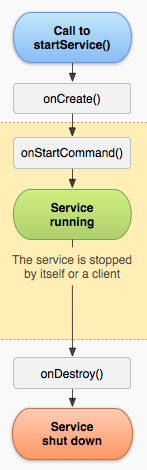 Call to
startService()
onCreate()
onStartCommand()
Service
running
The service is stopped
by itself or a client
onDestroy()
Service
shut down